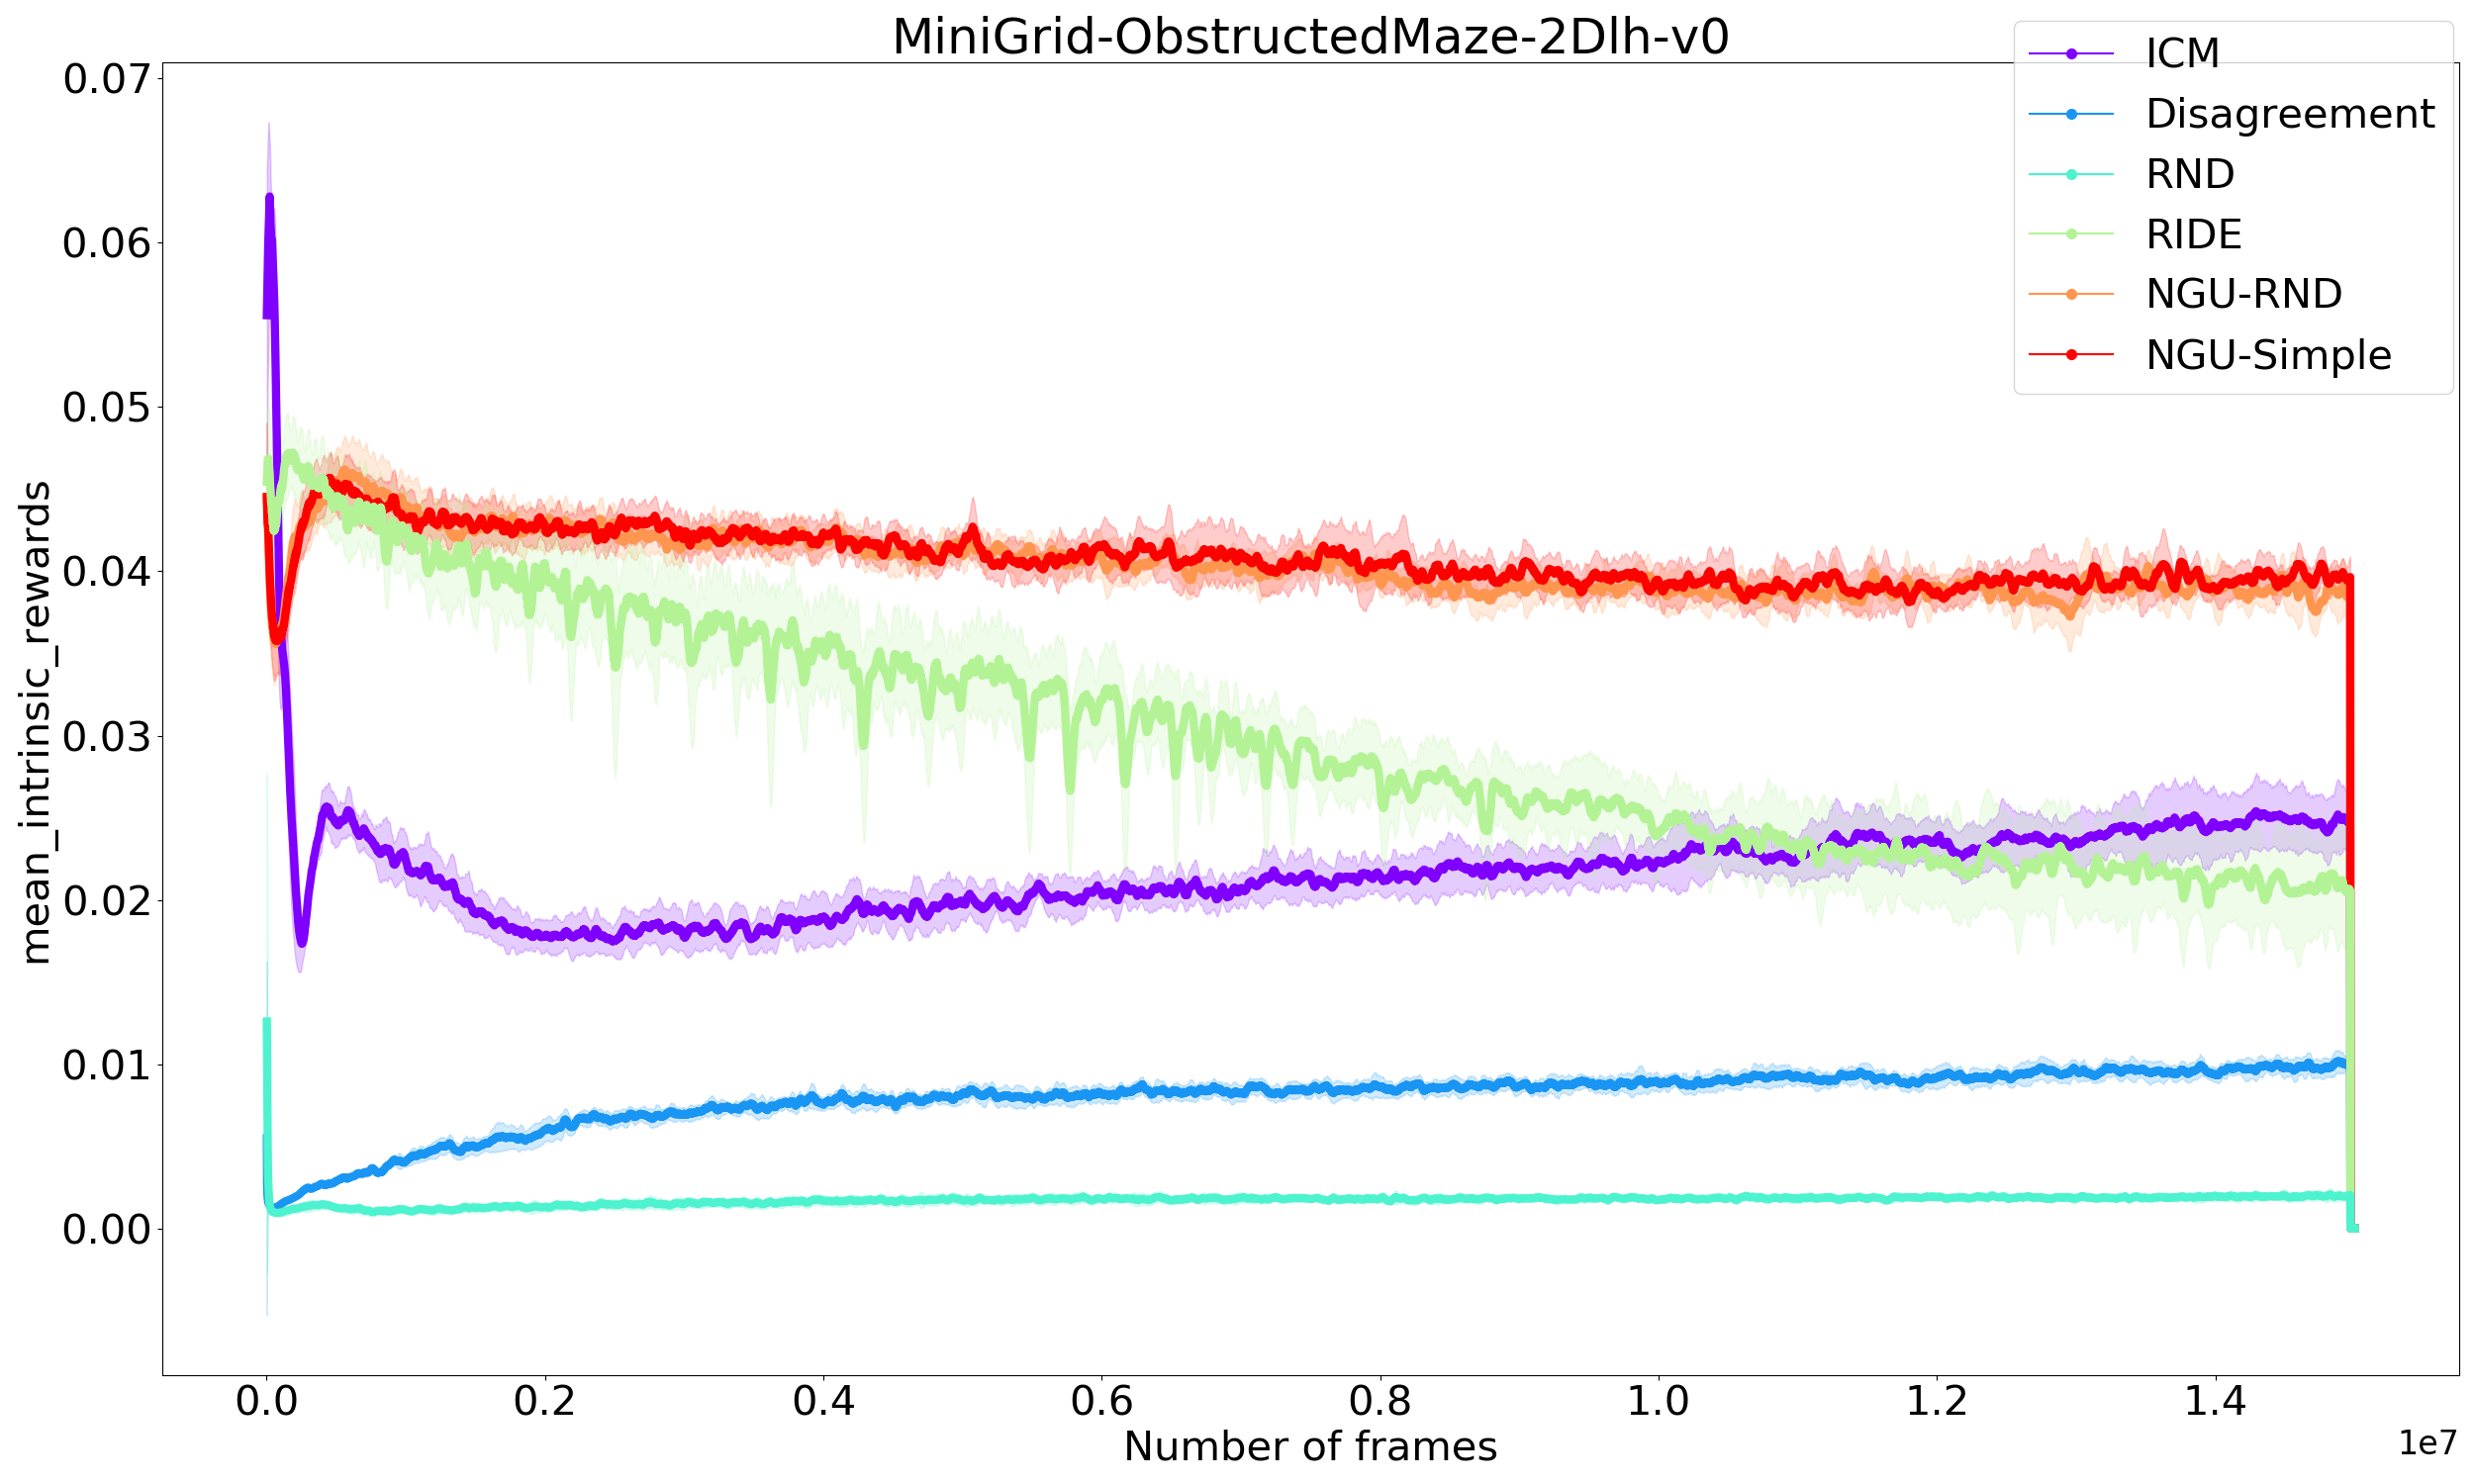 MiniGrid-ObstructedMaze-2Dlh-v0
ICM
Disagreement
RND
RIDE
NGU-RND
NGU-Simple
mean_intrinsic_rewards
0.07
0.06
0.05
0.04
0.03
0.02
0.01
0.00
0.0 0.2 0.4 0.6 0.8 1.0 1.2 1.4
1e7
Number of frames